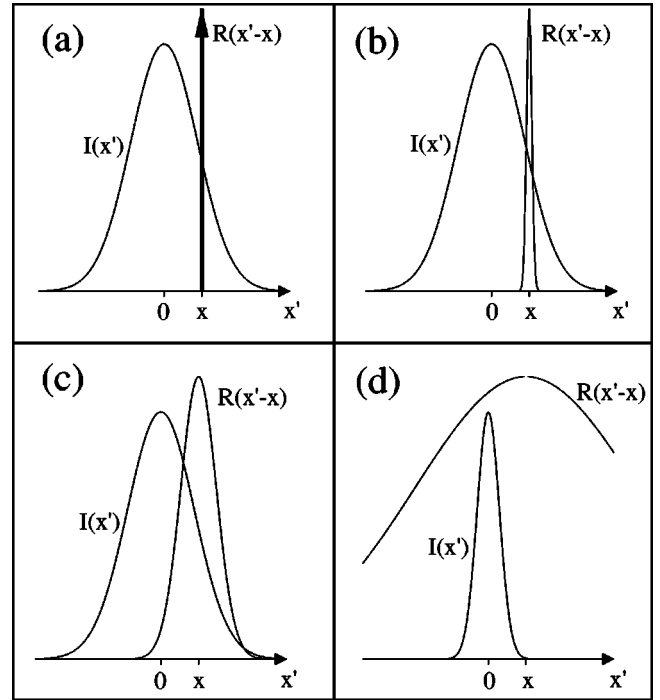 (a)
R(x'-x)
I(x')
0 x x'
(b)
R(x'-x)
I(x')
0 x x'
(c)
R(x'-x)
I(x')
0 x x'
(d)
R(x'-x)
I(x')
0 x x'